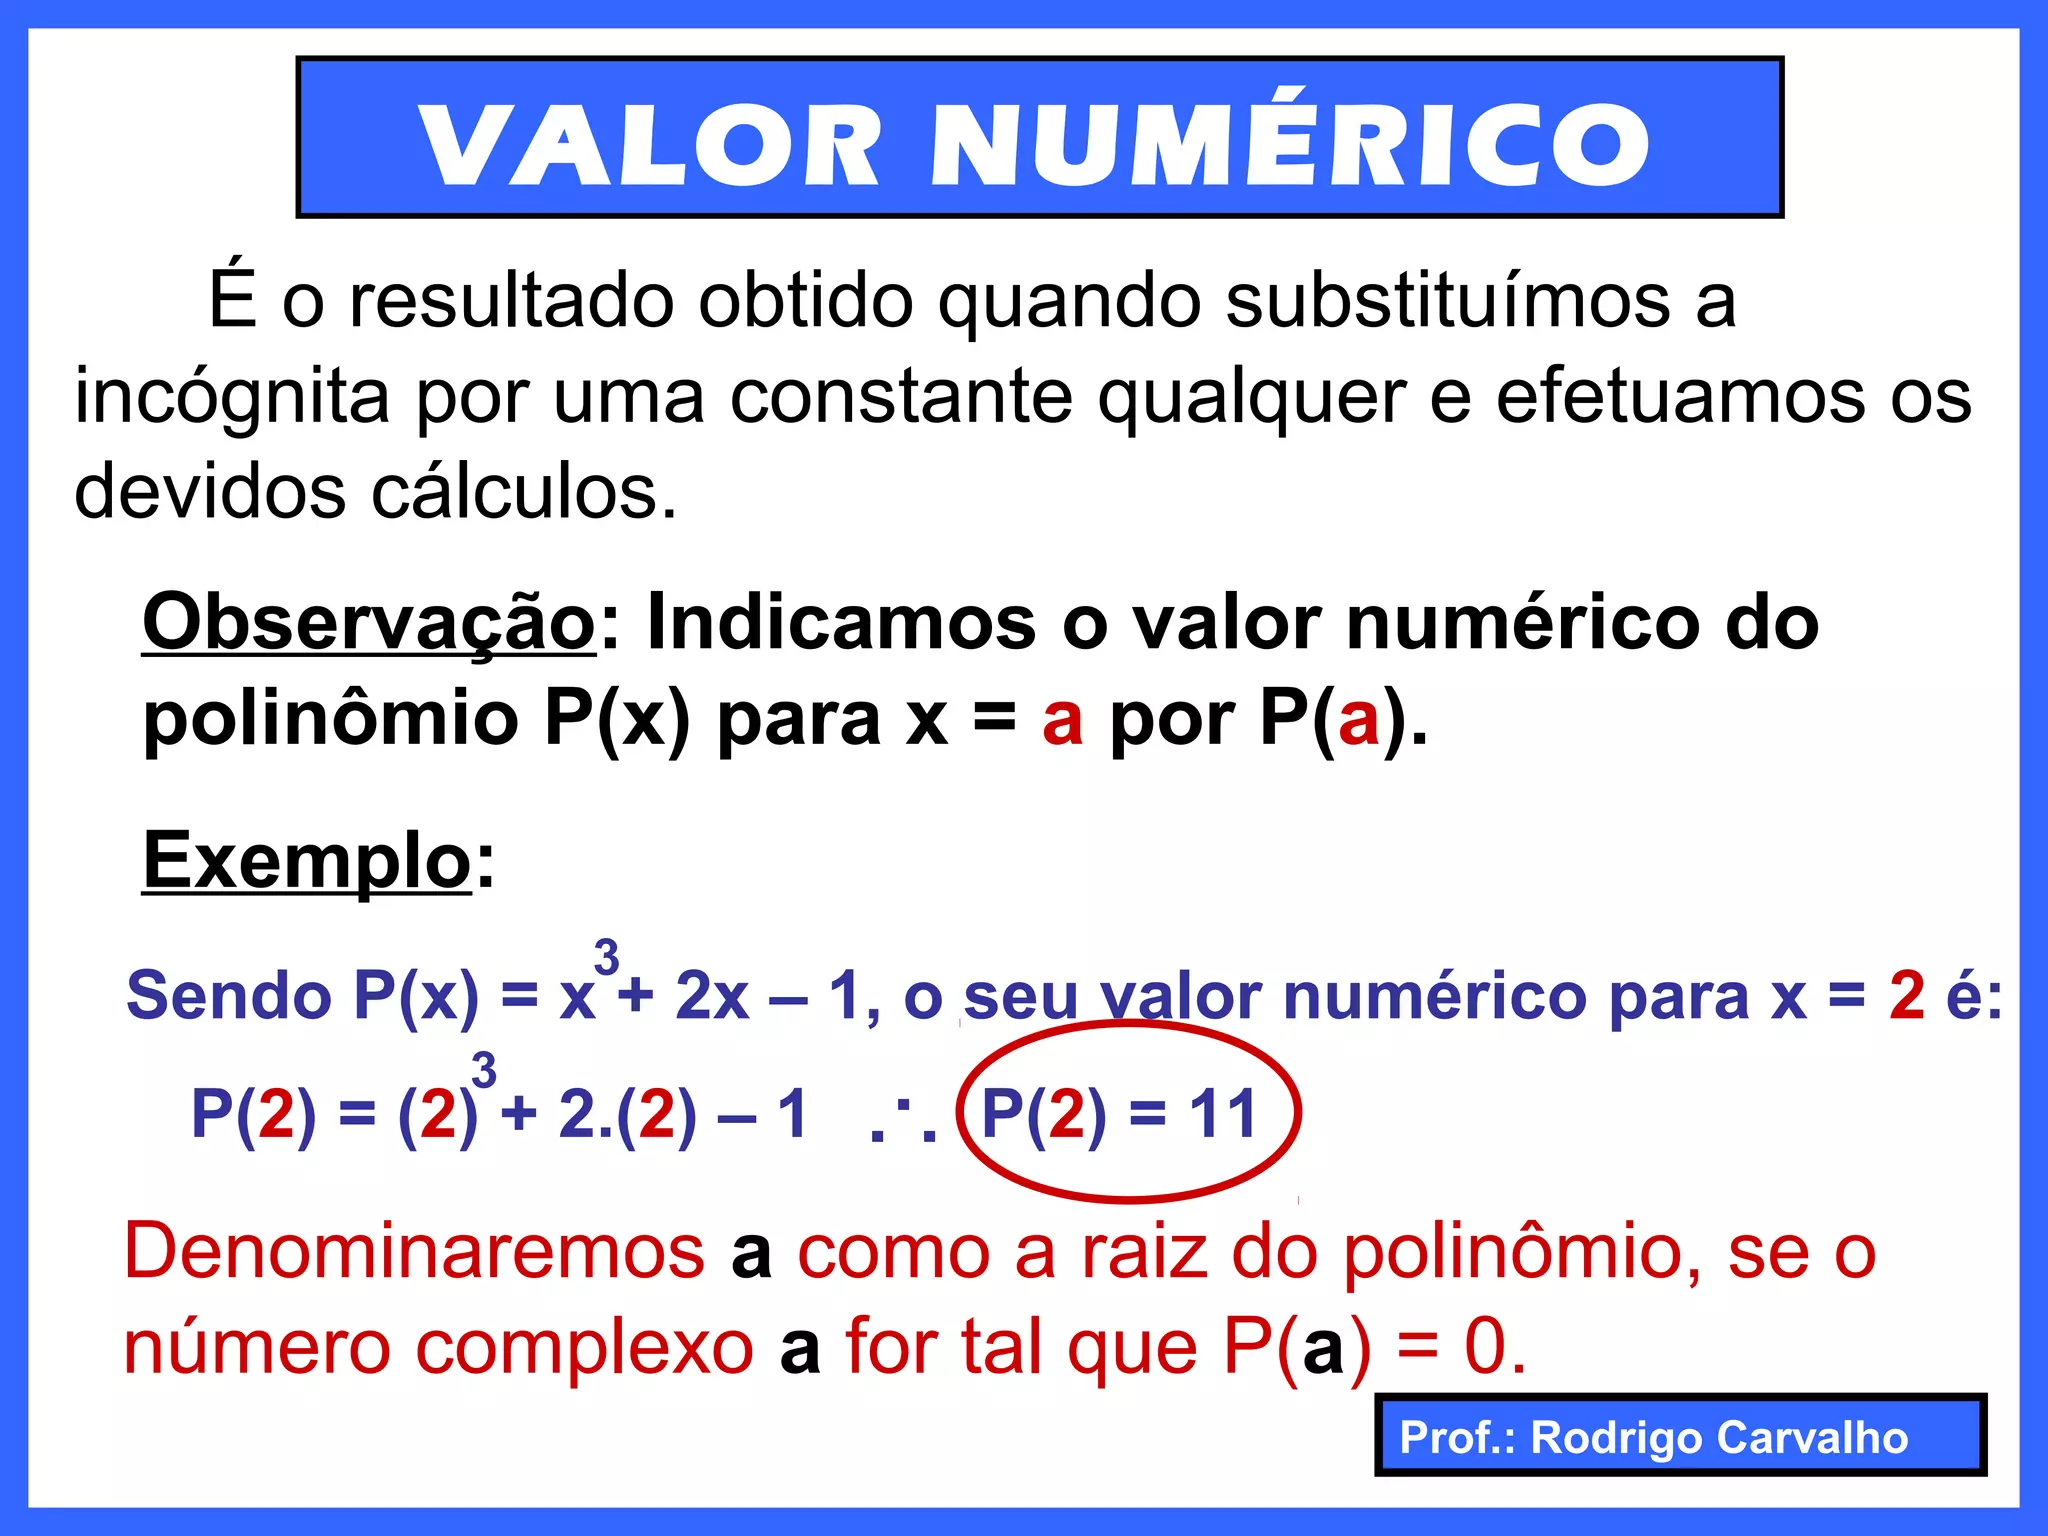 VALOR NUMÉRICO
É o resultado obtido quando substituímos a
incógnita por uma constante qualquer e efetuamos os
devidos cálculos.
Observação: Indicamos o valor numérico do
polinômio P(x) para x = a por P(a).
Exemplo:
Sendo P(x) = x³ + 2x – 1, o seu valor numérico para x = 2 é:
P(2) = (2)³ + 2.(2) – 1 ∴ P(2) = 11
Denominaremos a como a raiz do polinômio, se o
número complexo a for tal que P(a) = 0.
Prof.: Rodrigo Carvalho